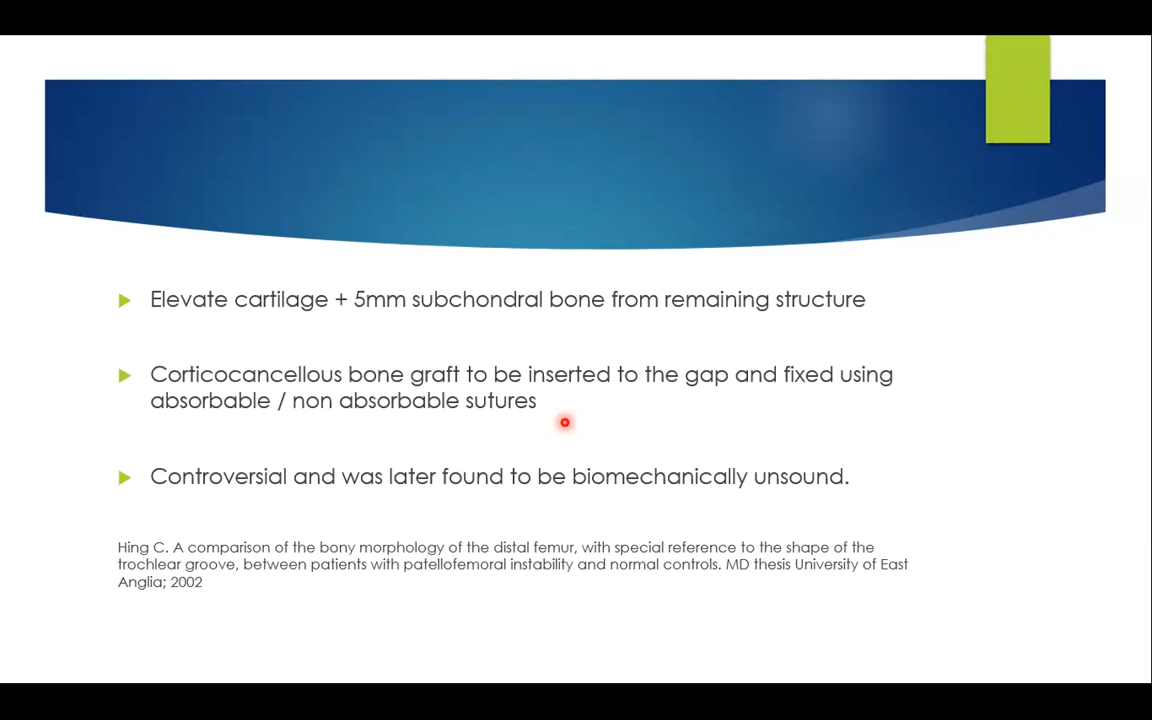 Elevate cartilage + 5mm subchondral bone from remaining structure
Corticocancellous bone graft to be inserted to the gap and fixed using
absorbable / non absorbable sutures
Controversial and was later found to be biomechanically unsound.
Hing C. A comparison of the bony morphology of the distal femur, with special reference to the shape of the
trochlear groove, between patients with patellofemoral instability and normal controls. MD thesis University of East
Anglia; 2002